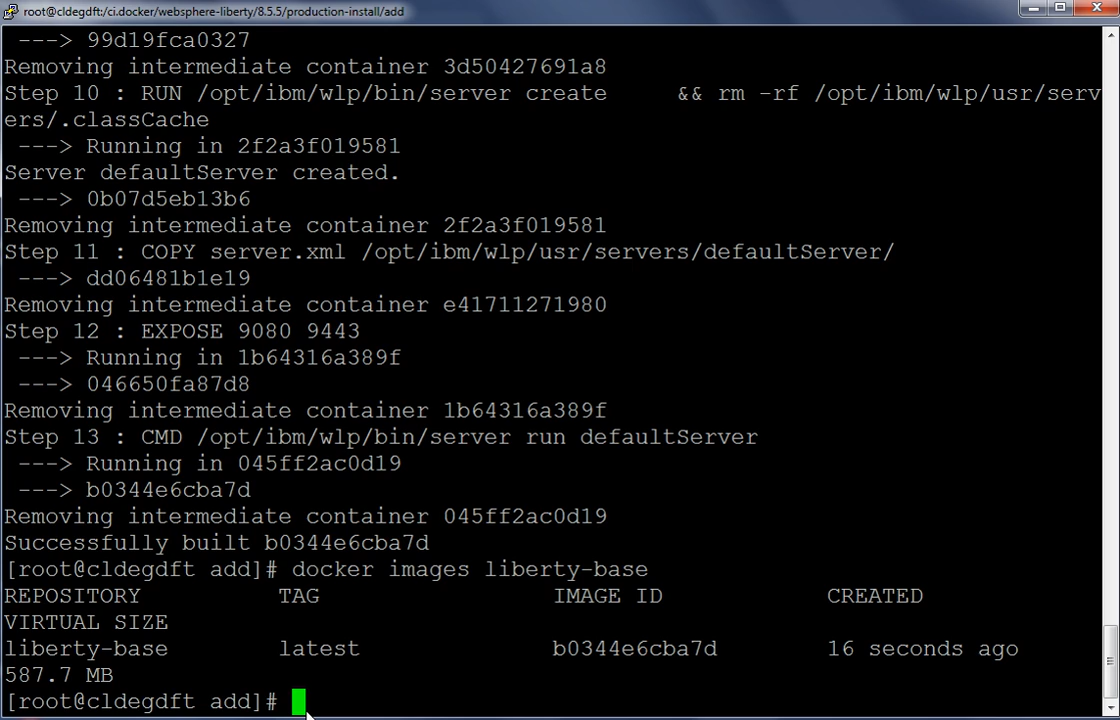 root@cldegdft:/ci.docker/websphere-liberty/8.5.5/production-install/add
---> 99d19fca0327
Removing intermediate container 3d50427691a8
Step 10 : RUN /opt/ibm/wlp/bin/server create     && rm -rf /opt/ibm/wlp/usr/serv
ers/.classCache
---> Running in 2f2a3f019581
Server defaultServer created.
---> 0b07d5eb13b6
Removing intermediate container 2f2a3f019581
Step 11 : COPY server.xml /opt/ibm/wlp/usr/servers/defaultServer/
---> dd06481b1e19
Removing intermediate container e41711271980
Step 12 : EXPOSE 9080 9443
---> Running in 1b64316a389f
---> 046650fa87d8
Removing intermediate container 1b64316a389f
Step 13 : CMD /opt/ibm/wlp/bin/server run defaultServer
---> Running in 045ff2ac0d19
---> b0344e6cba7d
Removing intermediate container 045ff2ac0d19
Successfully built b0344e6cba7d
[root@cldegdft add]# docker images liberty-base
REPOSITORY          TAG                 IMAGE ID            CREATED
VIRTUAL SIZE
liberty-base        latest              b0344e6cba7d        16 seconds ago
587.7 MB
[root@cldegdft add]#